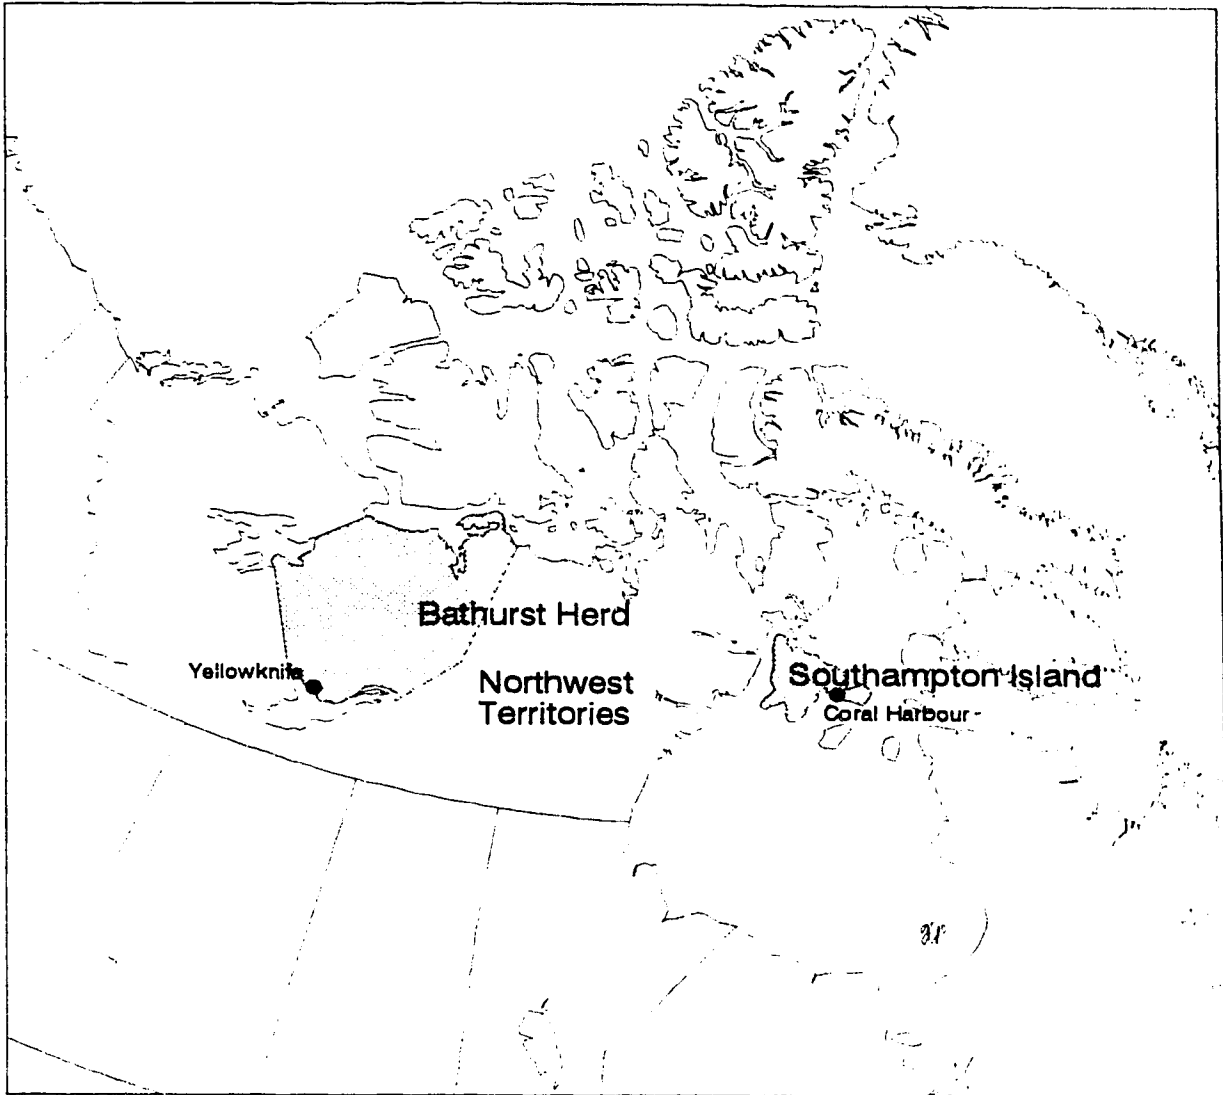 Bathurst Herd
Yellowknife
Northwest
Territories
Southampton Island
Coral Harbour